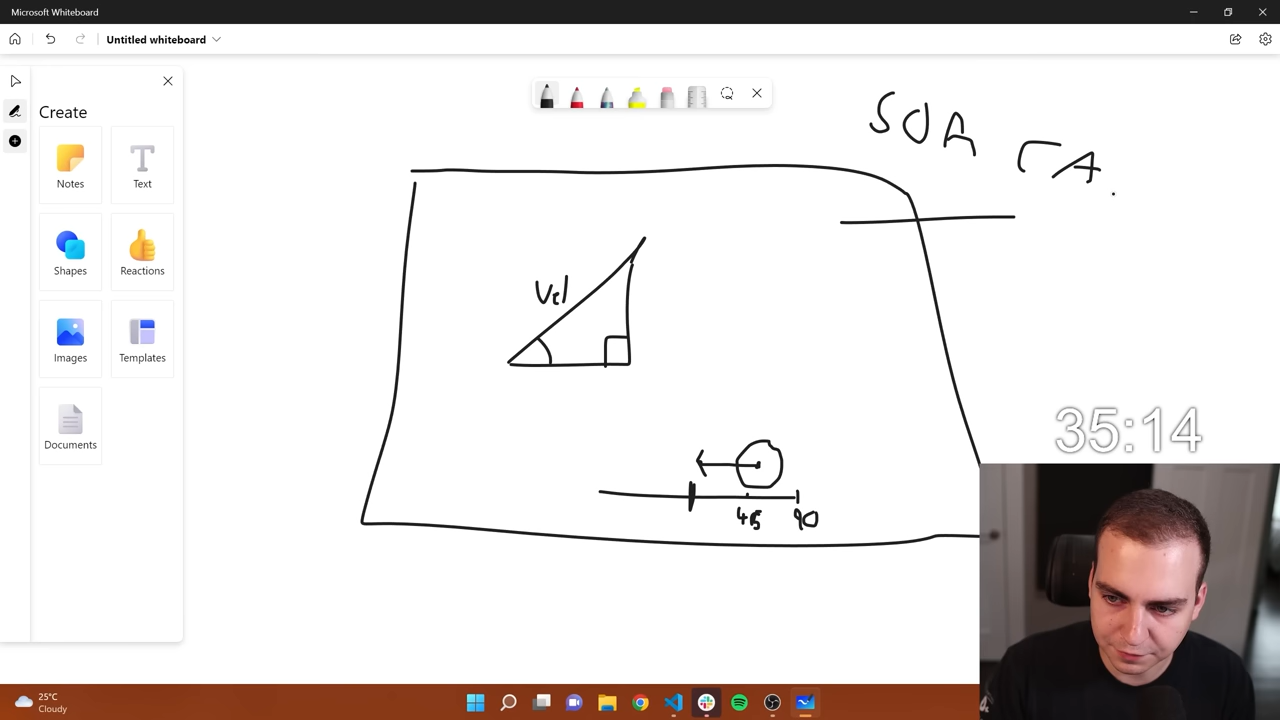 Microsoft Whiteboard
Untitled whiteboard
Create
Notes
Text
Shapes
Reactions
Images
Templates
Documents
SOA CA
Vel
45 90
35:14
25°C
Cloudy